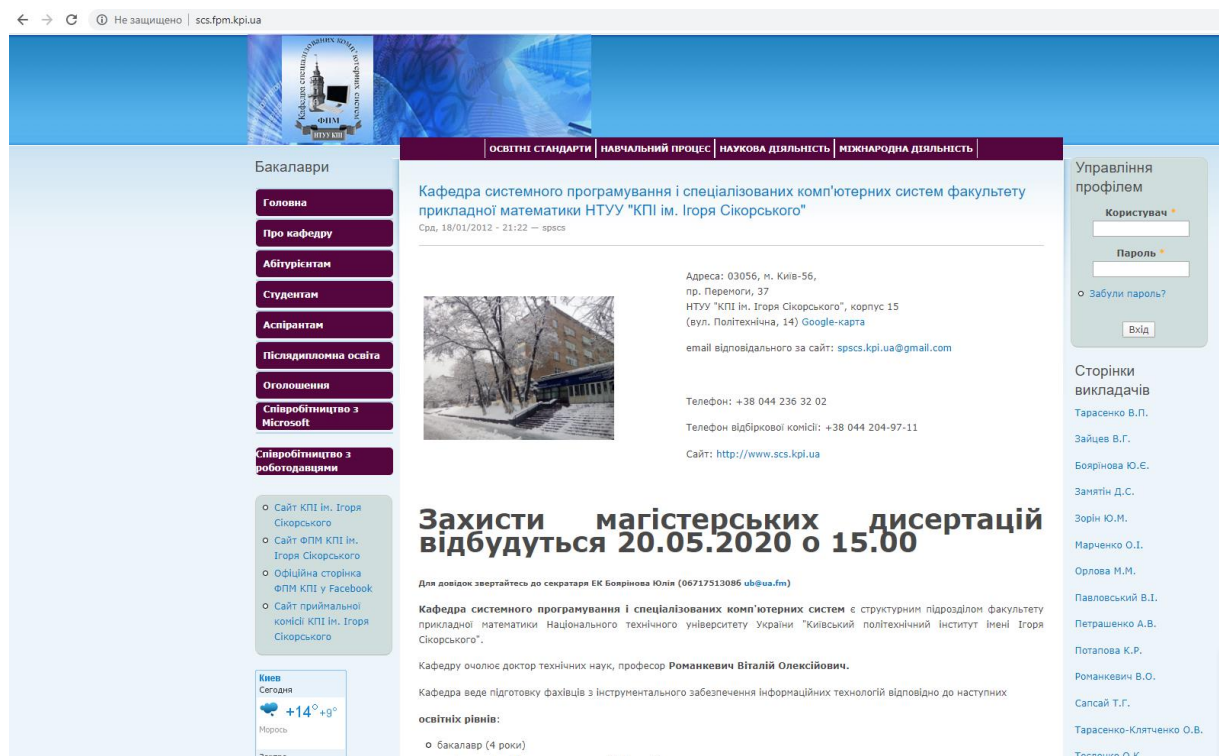 Не защищено | scs.fpm.kpi.ua
Кафедра спеціалізованих комп'ютерних систем
ФПМ
НТУУ КПІ
ОСВІТНІ СТАНДАРТИ
НАВЧАЛЬНИЙ ПРОЦЕС
НАУКОВА ДІЯЛЬНІСТЬ
МІЖНАРОДНА ДІЯЛЬНІСТЬ
Бакалаври
Головна
Про кафедру
Абітурієнтам
Студентам
Аспірантам
Післядипломна освіта
Оголошення
Співробітництво з
Microsoft
Співробітництво з
роботодавцями
Сайт КПІ ім. Ігоря
Сікорського
Сайт ФПМ КПІ ім.
Ігоря Сікорського
Офіційна сторінка
ФПМ КПІ у Facebook
Сайт приймальної
комісії КПІ ім. Ігоря
Сікорського
Киев
Сегодня
+14°+9°
Морось
Кафедра системного програмування і спеціалізованих комп'ютерних систем факультету
прикладної математики НТУУ "КПІ ім. Ігоря Сікорського"
Срд, 18/01/2012 - 21:22 — spscs
Адреса: 03056, м. Київ-56,
пр. Перемоги, 37
НТУУ "КПІ ім. Ігоря Сікорського", корпус 15
(вул. Політехнічна, 14) Google-карта
email відповідального за сайт: spscs.kpi.ua@gmail.com
Телефон: +38 044 236 32 02
Телефон відбіркової комісії: +38 044 204-97-11
Сайт: http://www.scs.kpi.ua
Захисти магістерських дисертацій
відбудуться 20.05.2020 о 15.00
Для довідок звертайтесь до секратаря ЕК Боярінова Юлія (06717513086 ub@ua.fm)
Кафедра системного програмування і спеціалізованих комп'ютерних систем є структурним підрозділом факультету
прикладної математики Національного технічного університету України "Київський політехнічний інститут імені Ігоря
Сікорського".
Кафедру очолює доктор технічних наук, професор Романкевич Віталій Олексійович.
Кафедра веде підготовку фахівців з інструментального забезпечення інформаційних технологій відповідно до наступних
освітніх рівнів:
бакалавр (4 роки)
Управління
профілем
Користувач *
Пароль *
Забули пароль?
Вхід
Сторінки
викладачів
Тарасенко В.П.
Зайцев В.Г.
Боярінова Ю.Є.
Замятін Д.С.
Зорін Ю.М.
Марченко О.І.
Орлова М.М.
Павловський В.І.
Петрашенко А.В.
Потапова К.Р.
Романкевич В.О.
Сапсай Т.Г.
Тарасенко-Клятченко О.В.